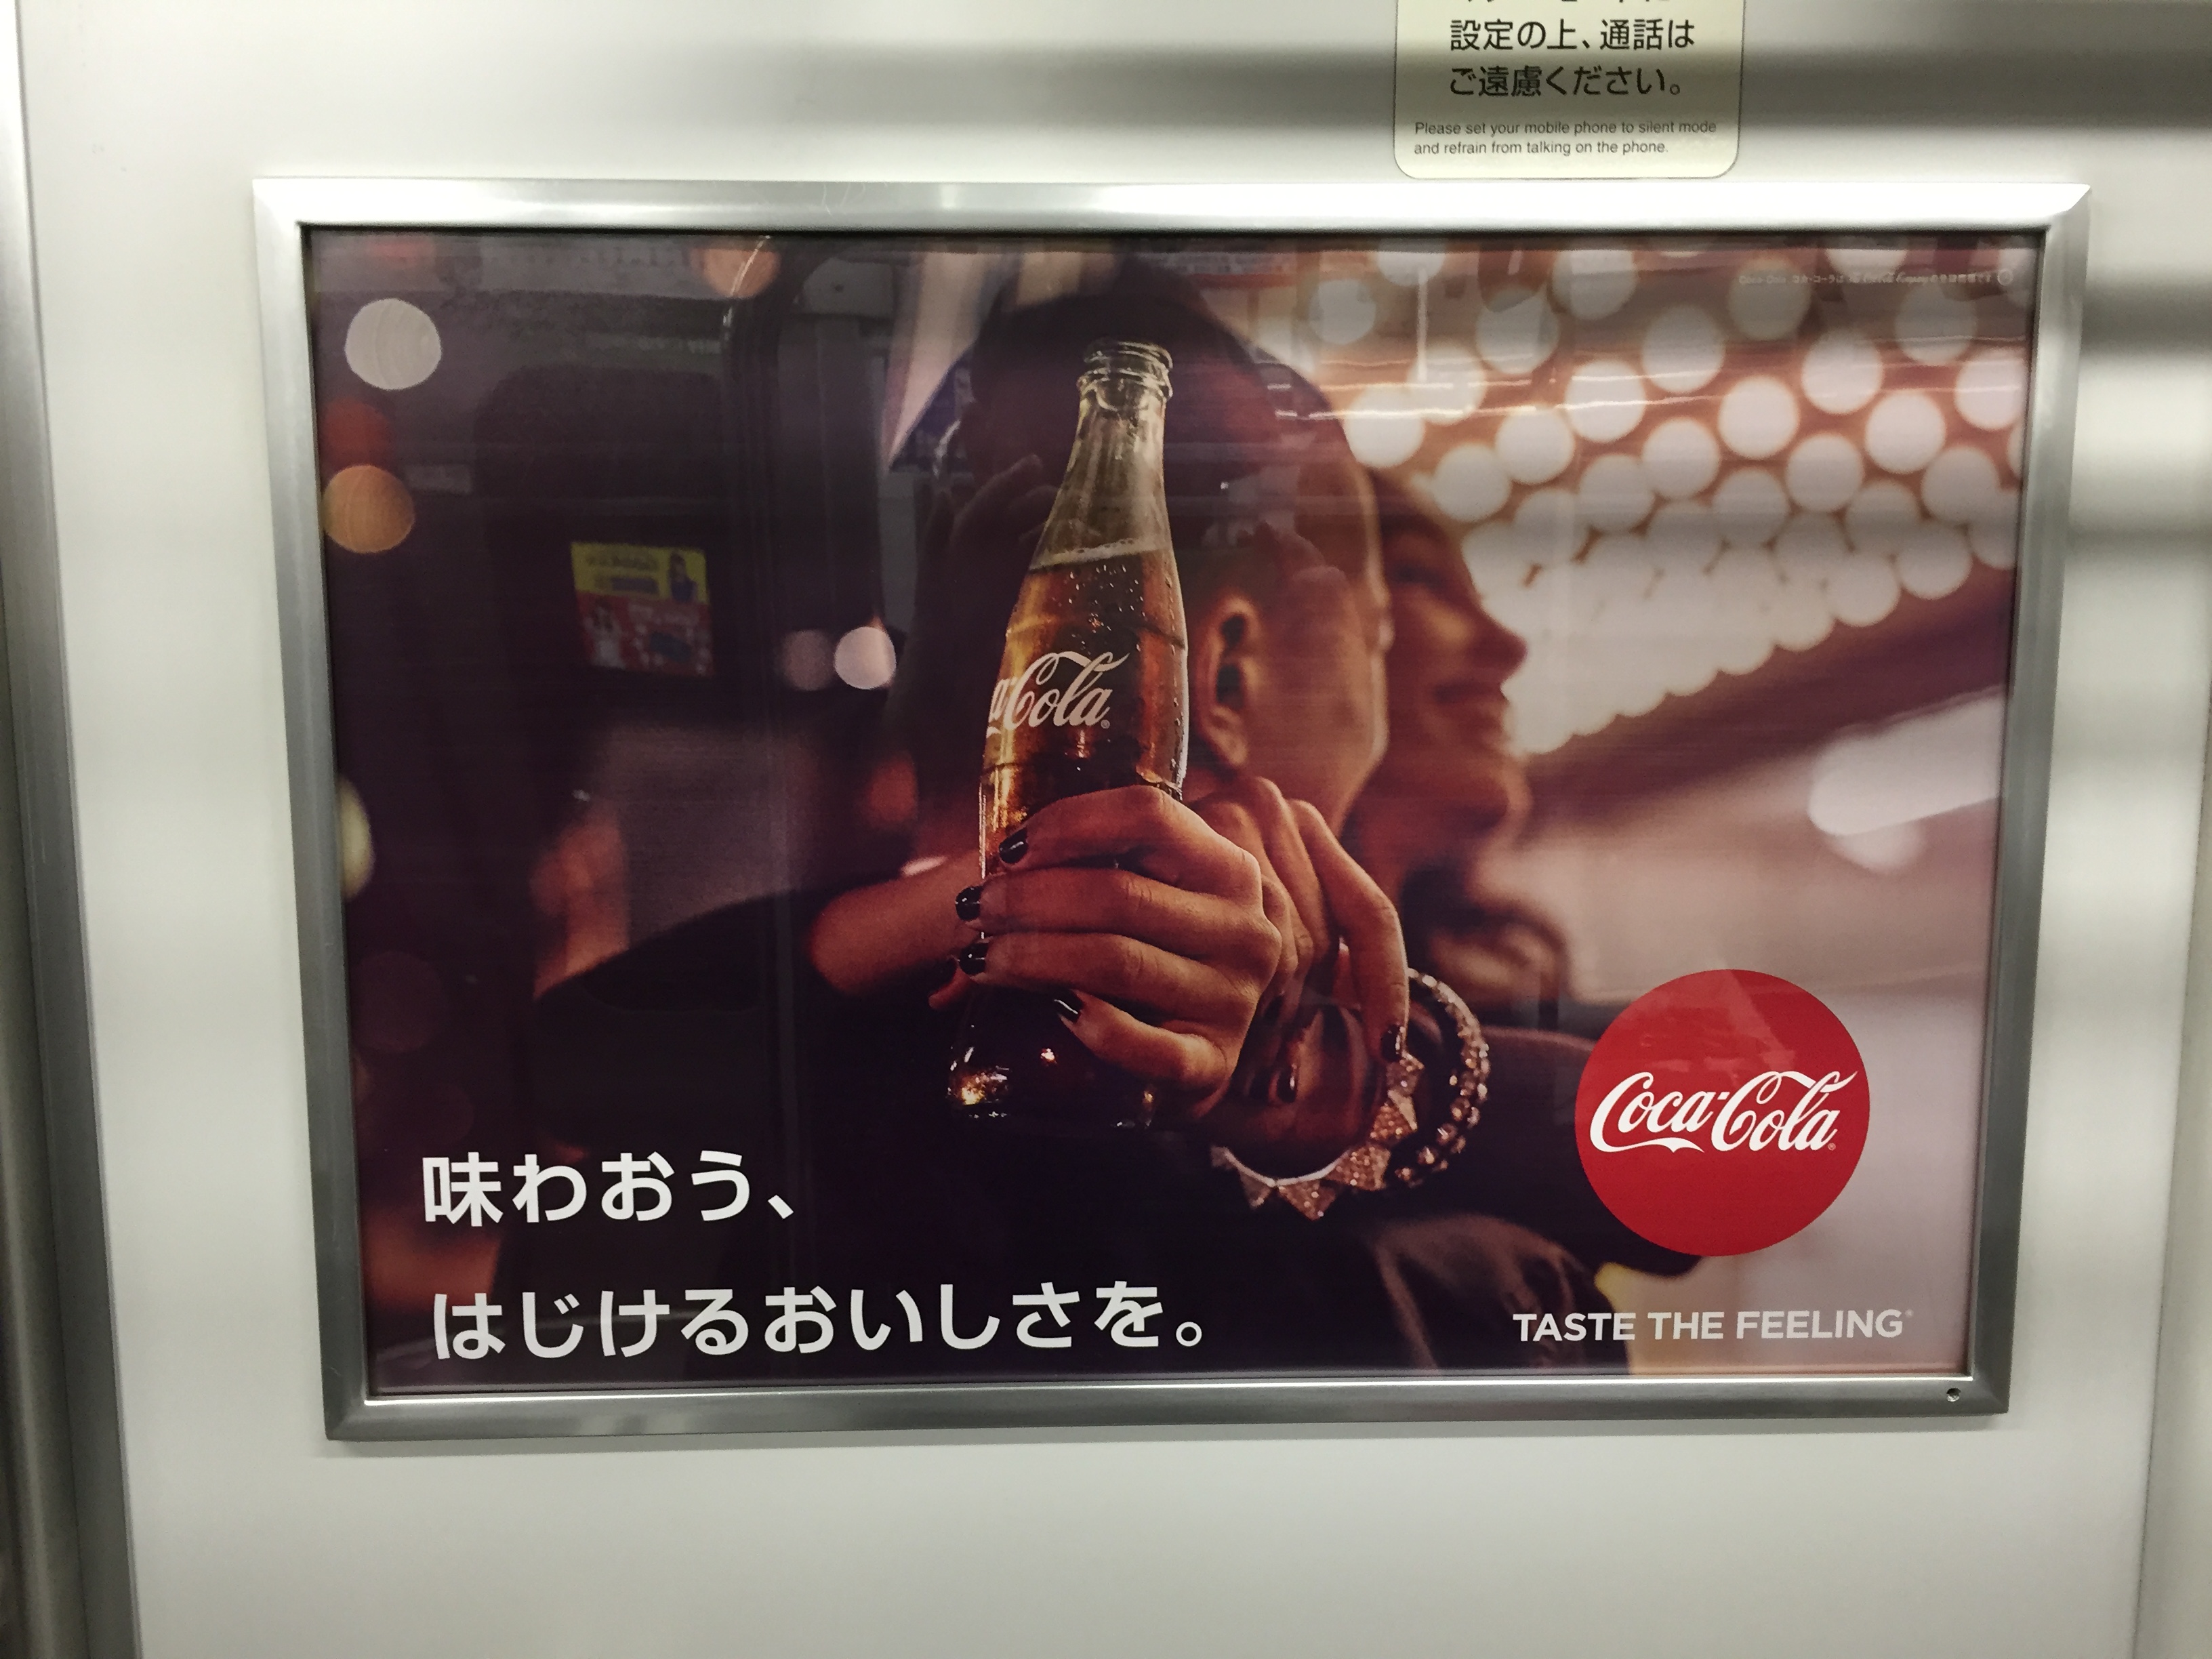 設定の上、通話は
ご遠慮ください。
Please set your mobile phone to silent mode
and refrain from talking on the phone.
a-Cola®
Coca-Cola®
味わおう、
はじけるおいしさを。
TASTE THE FEELING®